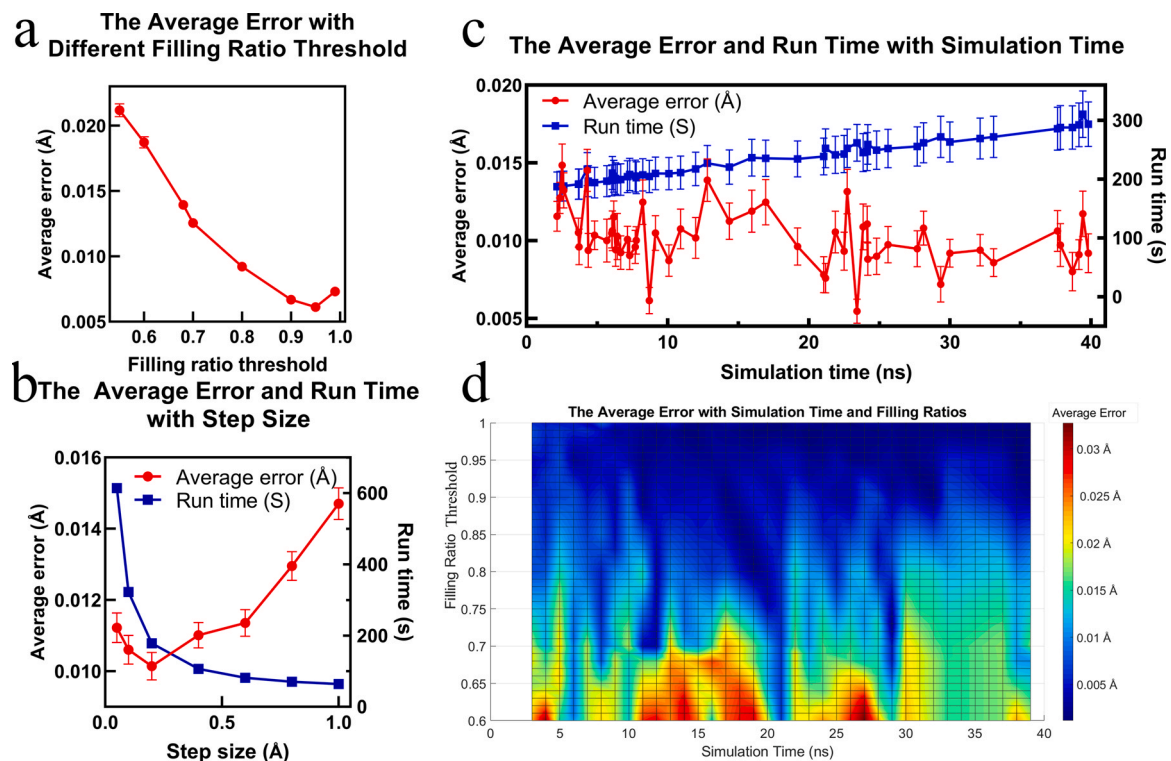 a
The Average Error with
Different Filling Ratio Threshold
0.020
0.015
0.010
0.005
Average error (Å)
0.6 0.7 0.8 0.9 1.0
Filling ratio threshold
b
The Average Error and Run Time
with Step Size
Average error (Å)
Run time (S)
0.016
0.014
0.012
0.010
Average error (Å)
600
400
200
0
Run time (s)
0.0 0.5 1.0
Step size (Å)
c
The Average Error and Run Time with Simulation Time
Average error (Å)
Run time (S)
0.020
0.015
0.010
0.005
Average error (Å)
300
200
100
0
Run time (s)
0 5 10 15 20 25 30 35 40
Simulation time (ns)
d
The Average Error with Simulation Time and Filling Ratios
Average Error
1
0.95
0.9
0.85
0.8
0.75
0.7
0.65
0.6
Filling Ratio Threshold
0 5 10 15 20 25 30 35 40
Simulation Time (ns)
0.03 Å
0.025 Å
0.02 Å
0.015 Å
0.01 Å
0.005 Å